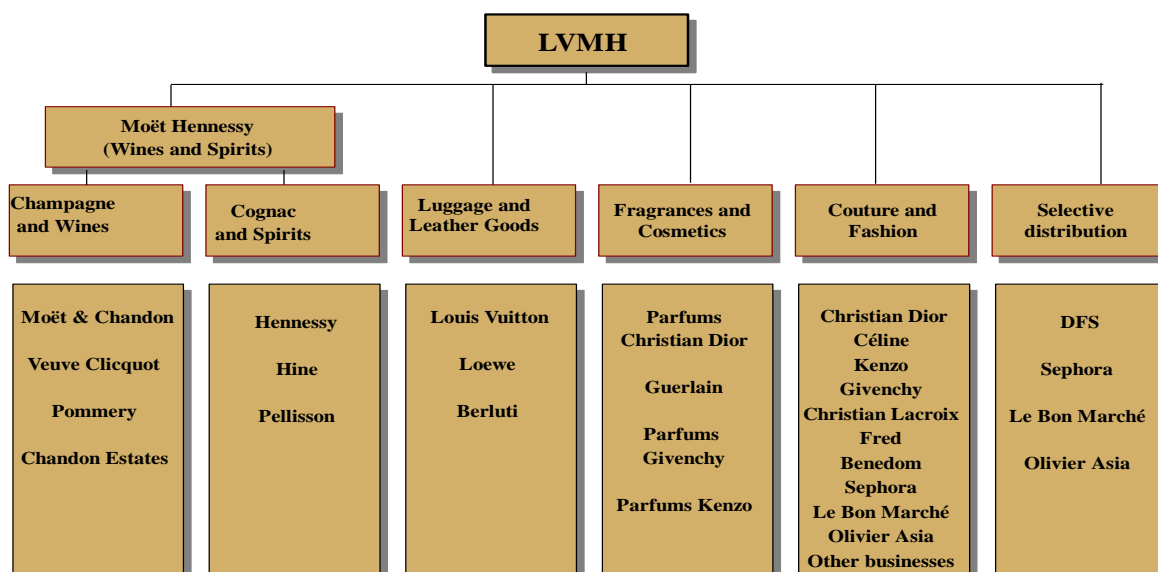 LVMH
Moët Hennessy
(Wines and Spirits)
Champagne
and Wines
Cognac
and Spirits
Luggage and
Leather Goods
Fragrances and
Cosmetics
Couture and
Fashion
Selective
distribution
Moët & Chandon
Veuve Clicquot
Pommery
Chandon Estates
Hennessy
Hine
Pellisson
Louis Vuitton
Loewe
Berluti
Parfums
Christian Dior
Guerlain
Parfums
Givenchy
Parfums Kenzo
Christian Dior
Céline
Kenzo
Givenchy
Christian Lacroix
Fred
Benedom
Sephora
Le Bon Marché
Olivier Asia
Other businesses
DFS
Sephora
Le Bon Marché
Olivier Asia